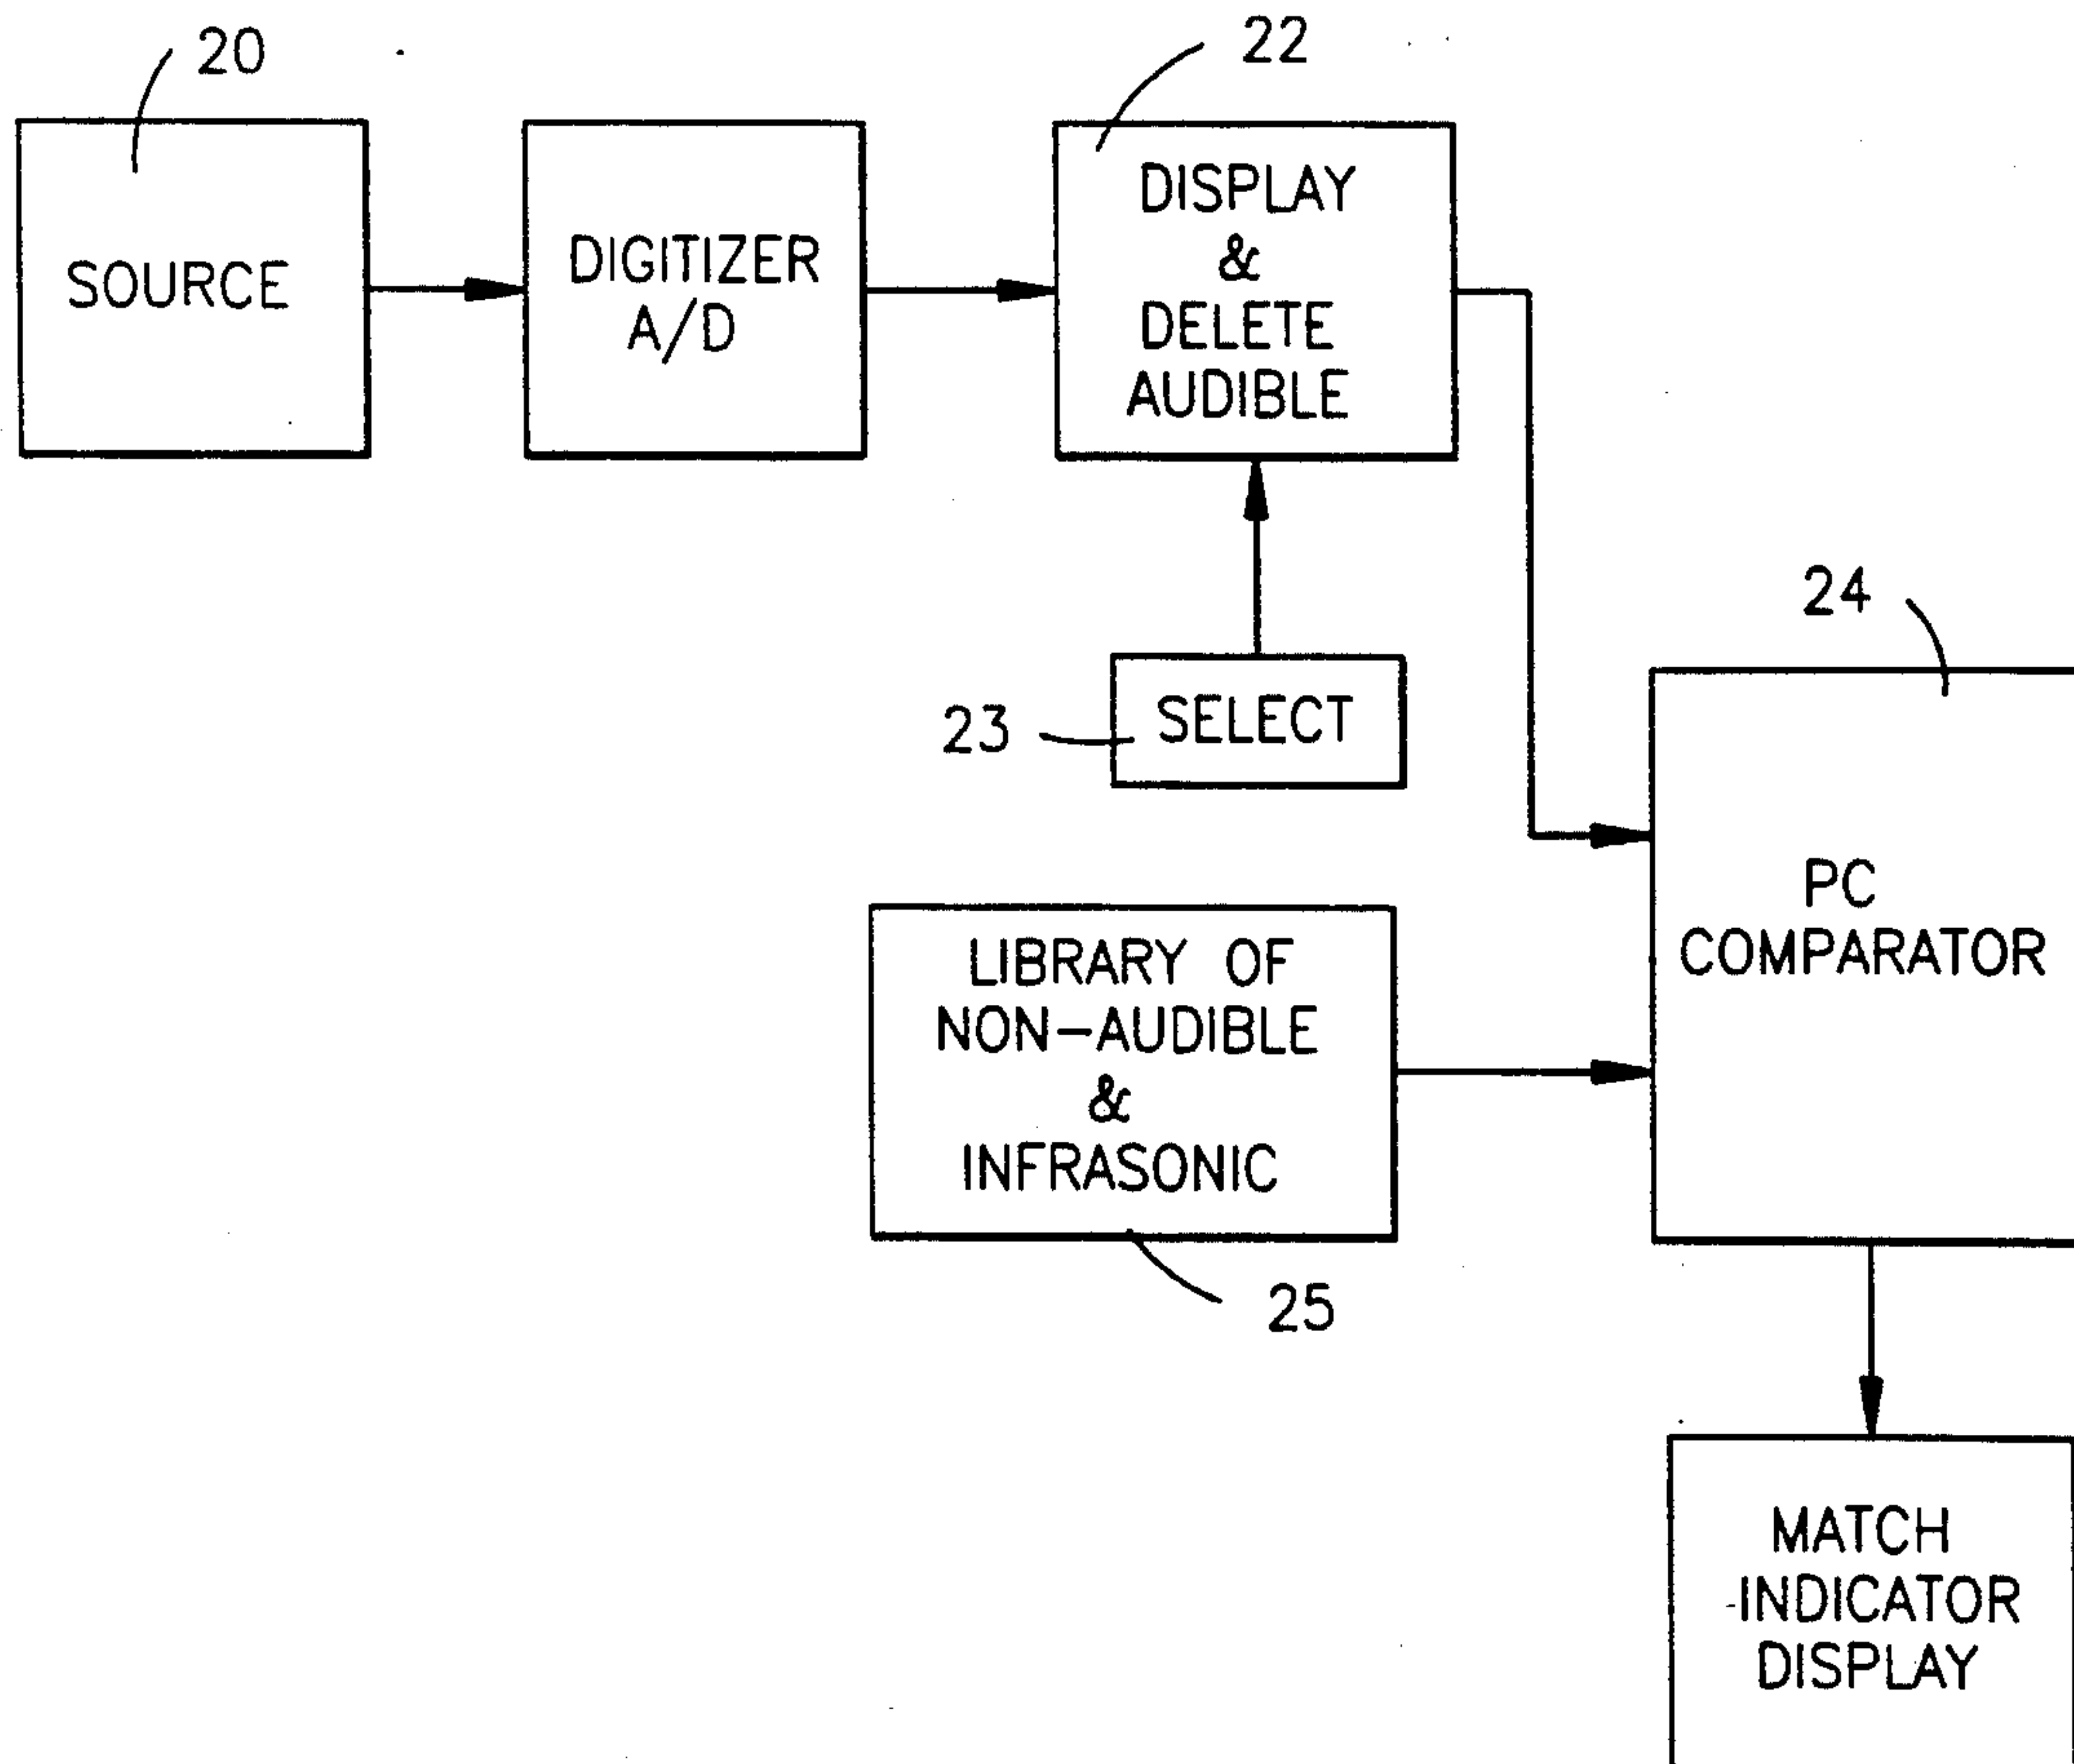 20
22
SOURCE
DIGITIZER
A/D
DISPLAY
&
DELETE
AUDIBLE
23
SELECT
24
PC
COMPARATOR
LIBRARY OF
NON-AUDIBLE
&
INFRASONIC
25
MATCH
INDICATOR
DISPLAY